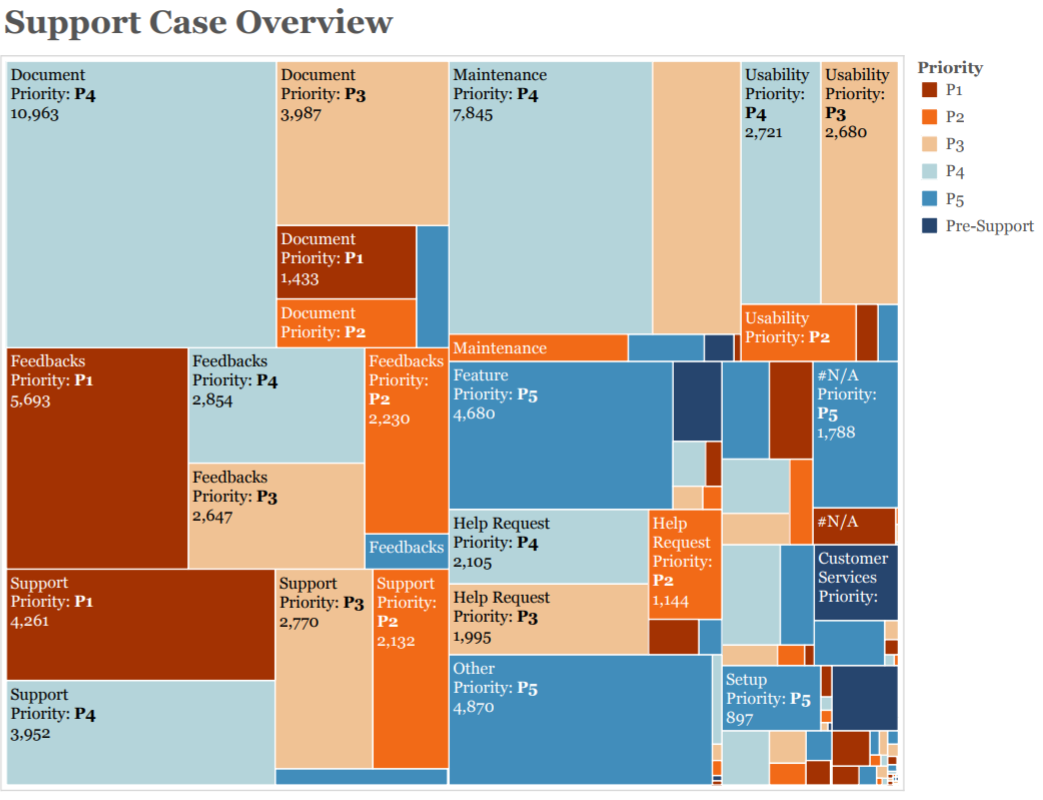 Support Case Overview
Document
Priority: P4
10,963
Document
Priority: P3
3,987
Document
Priority: P1
1,433
Document
Priority: P2
Maintenance
Priority: P4
7,845
Maintenance
Usability
Priority:
P4
2,721
Usability
Priority:
P3
2,680
Usability
Priority: P2
Feedbacks
Priority: P1
5,693
Feedbacks
Priority: P4
2,854
Feedbacks
Priority: P3
2,647
Feedbacks
Priority:
P2
2,230
Feedbacks
Support
Priority: P1
4,261
Support
Priority: P4
3,952
Support
Priority: P3
2,770
Support
Priority:
P2
2,132
Feature
Priority: P5
4,680
Help Request
Priority: P4
2,105
Help Request
Priority: P3
1,995
Help
Request
Priority:
P2
1,144
Other
Priority: P5
4,870
#N/A
Priority:
P5
1,788
#N/A
Customer
Services
Priority:
Setup
Priority: P5
897
Priority
P1
P2
P3
P4
P5
Pre-Support